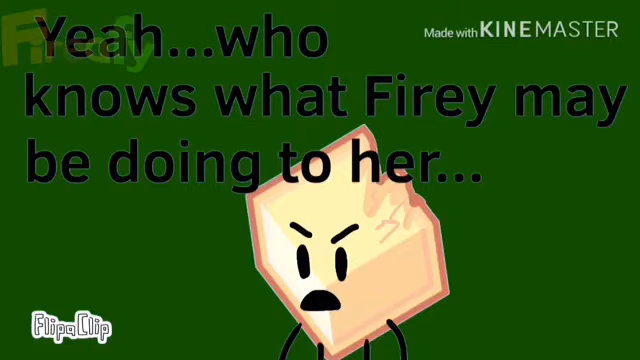 Yeah...who
Made with KINEMASTER
knows what Firey may
be doing to her...
FlipaClip